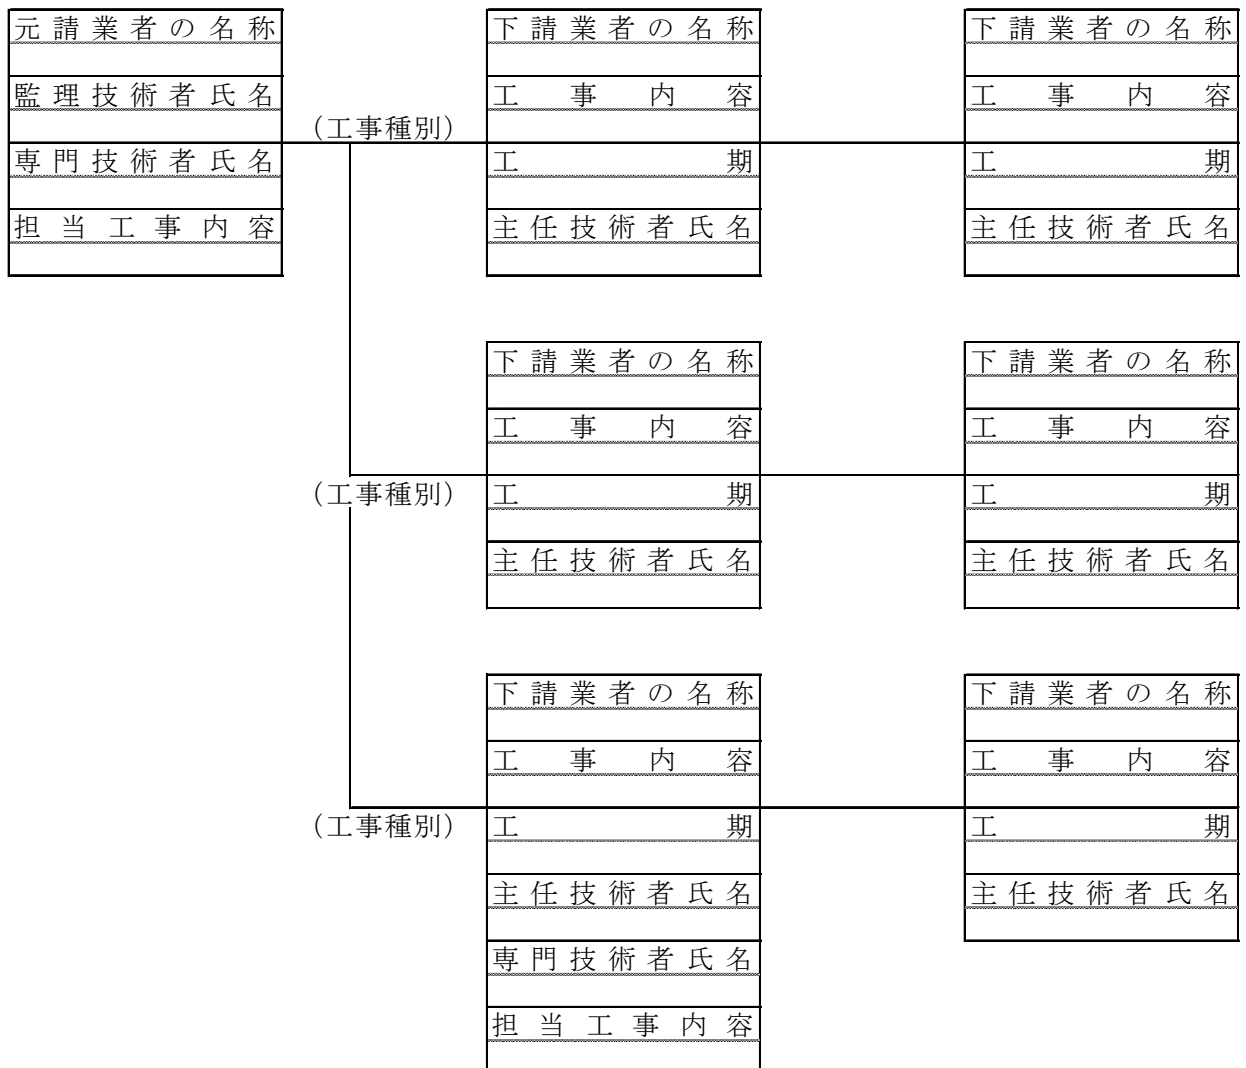 元請業者の名称
監理技術者氏名
専門技術者氏名
担当工事内容
(工事種別)
下請業者の名称
工事内容
工期
主任技術者氏名
下請業者の名称
工事内容
工期
主任技術者氏名
(工事種別)
下請業者の名称
工事内容
工期
主任技術者氏名
下請業者の名称
工事内容
工期
主任技術者氏名
(工事種別)
下請業者の名称
工事内容
工期
主任技術者氏名
専門技術者氏名
担当工事内容
下請業者の名称
工事内容
工期
主任技術者氏名